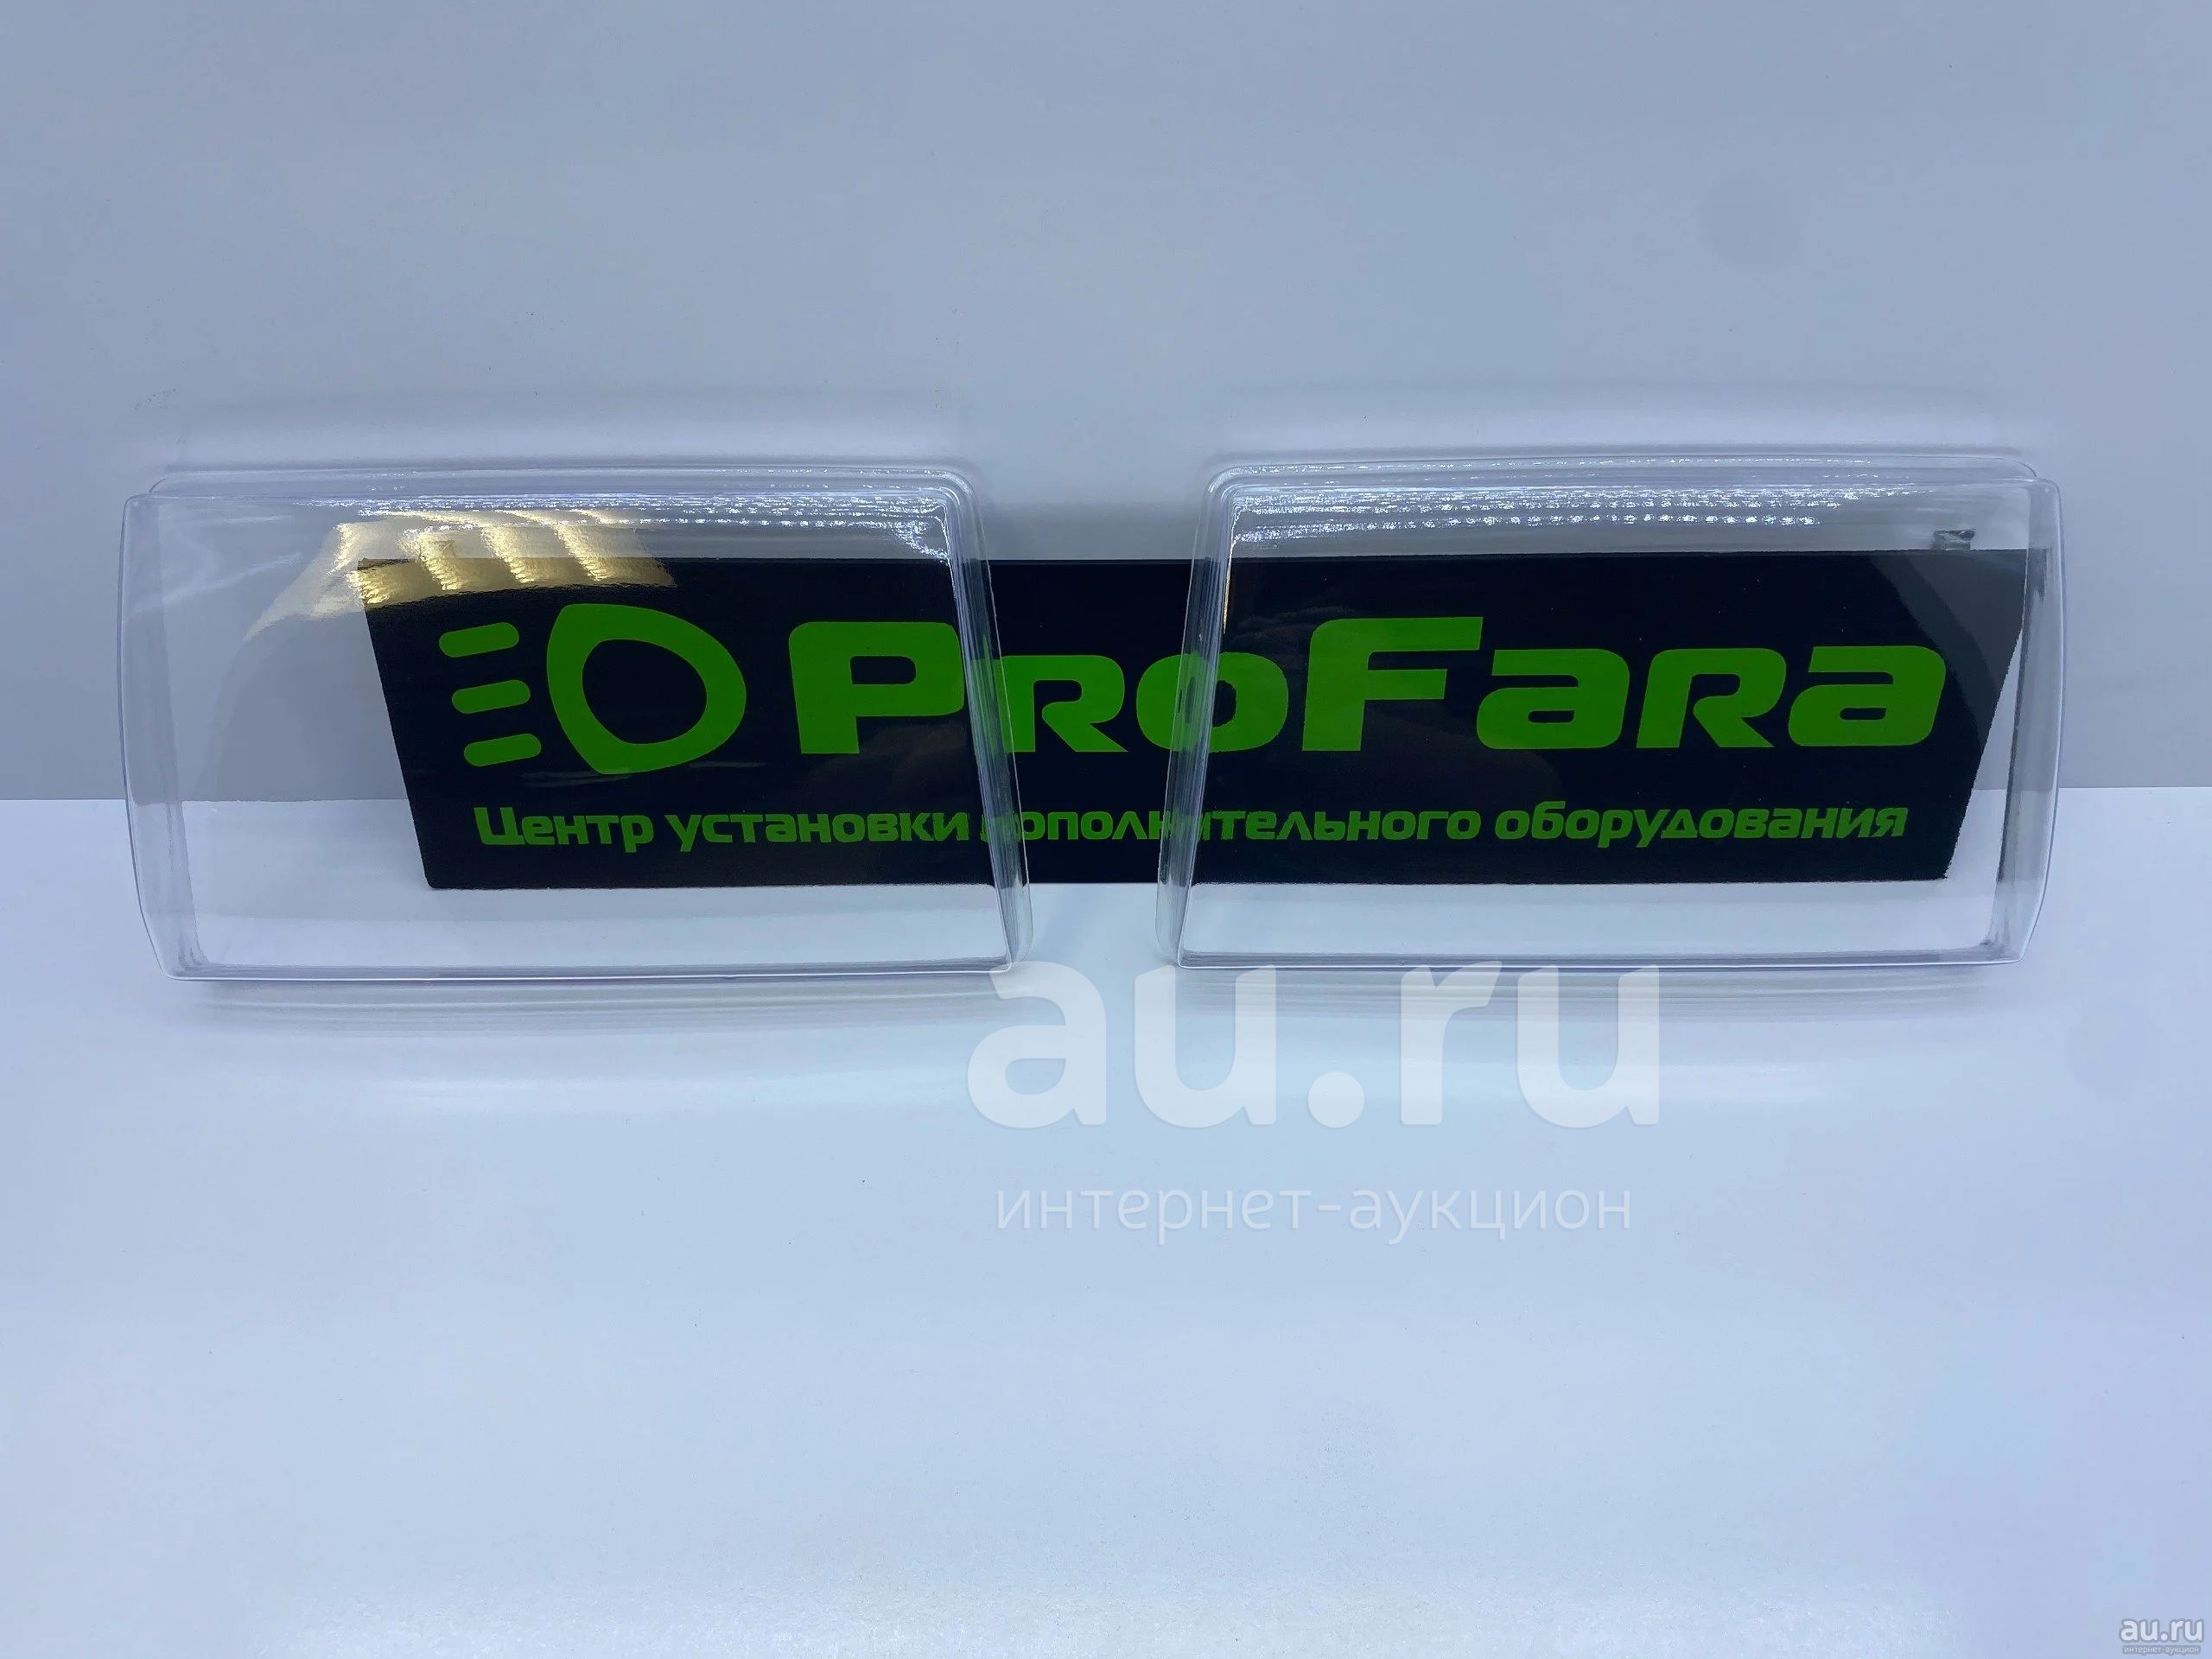 ProFara
Центр установки дополнительного оборудования
au.ru
интернет-аукцион
au.ru
интернет-аукцион